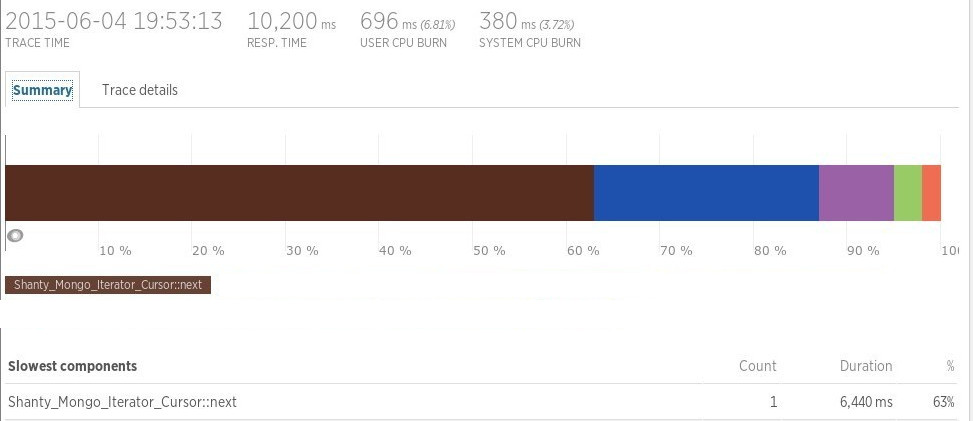 2015-06-04 19:53:13 10,200 ms 696 ms (6.81%) 380 ms (3.72%)
TRACE TIME RESP. TIME USER CPU BURN SYSTEM CPU BURN
Summary Trace details
10 % 20 % 30 % 40 % 50 % 60 % 70 % 80 % 90 % 100
Shanty_Mongo_Iterator_Cursor::next
Slowest components Count Duration %
Shanty_Mongo_Iterator_Cursor::next 1 6,440 ms 63%